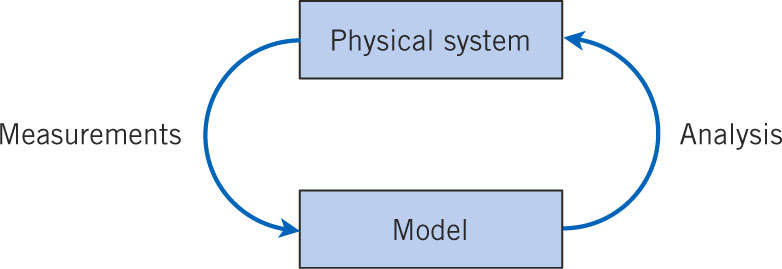 Physical system
Measurements
Analysis
Model